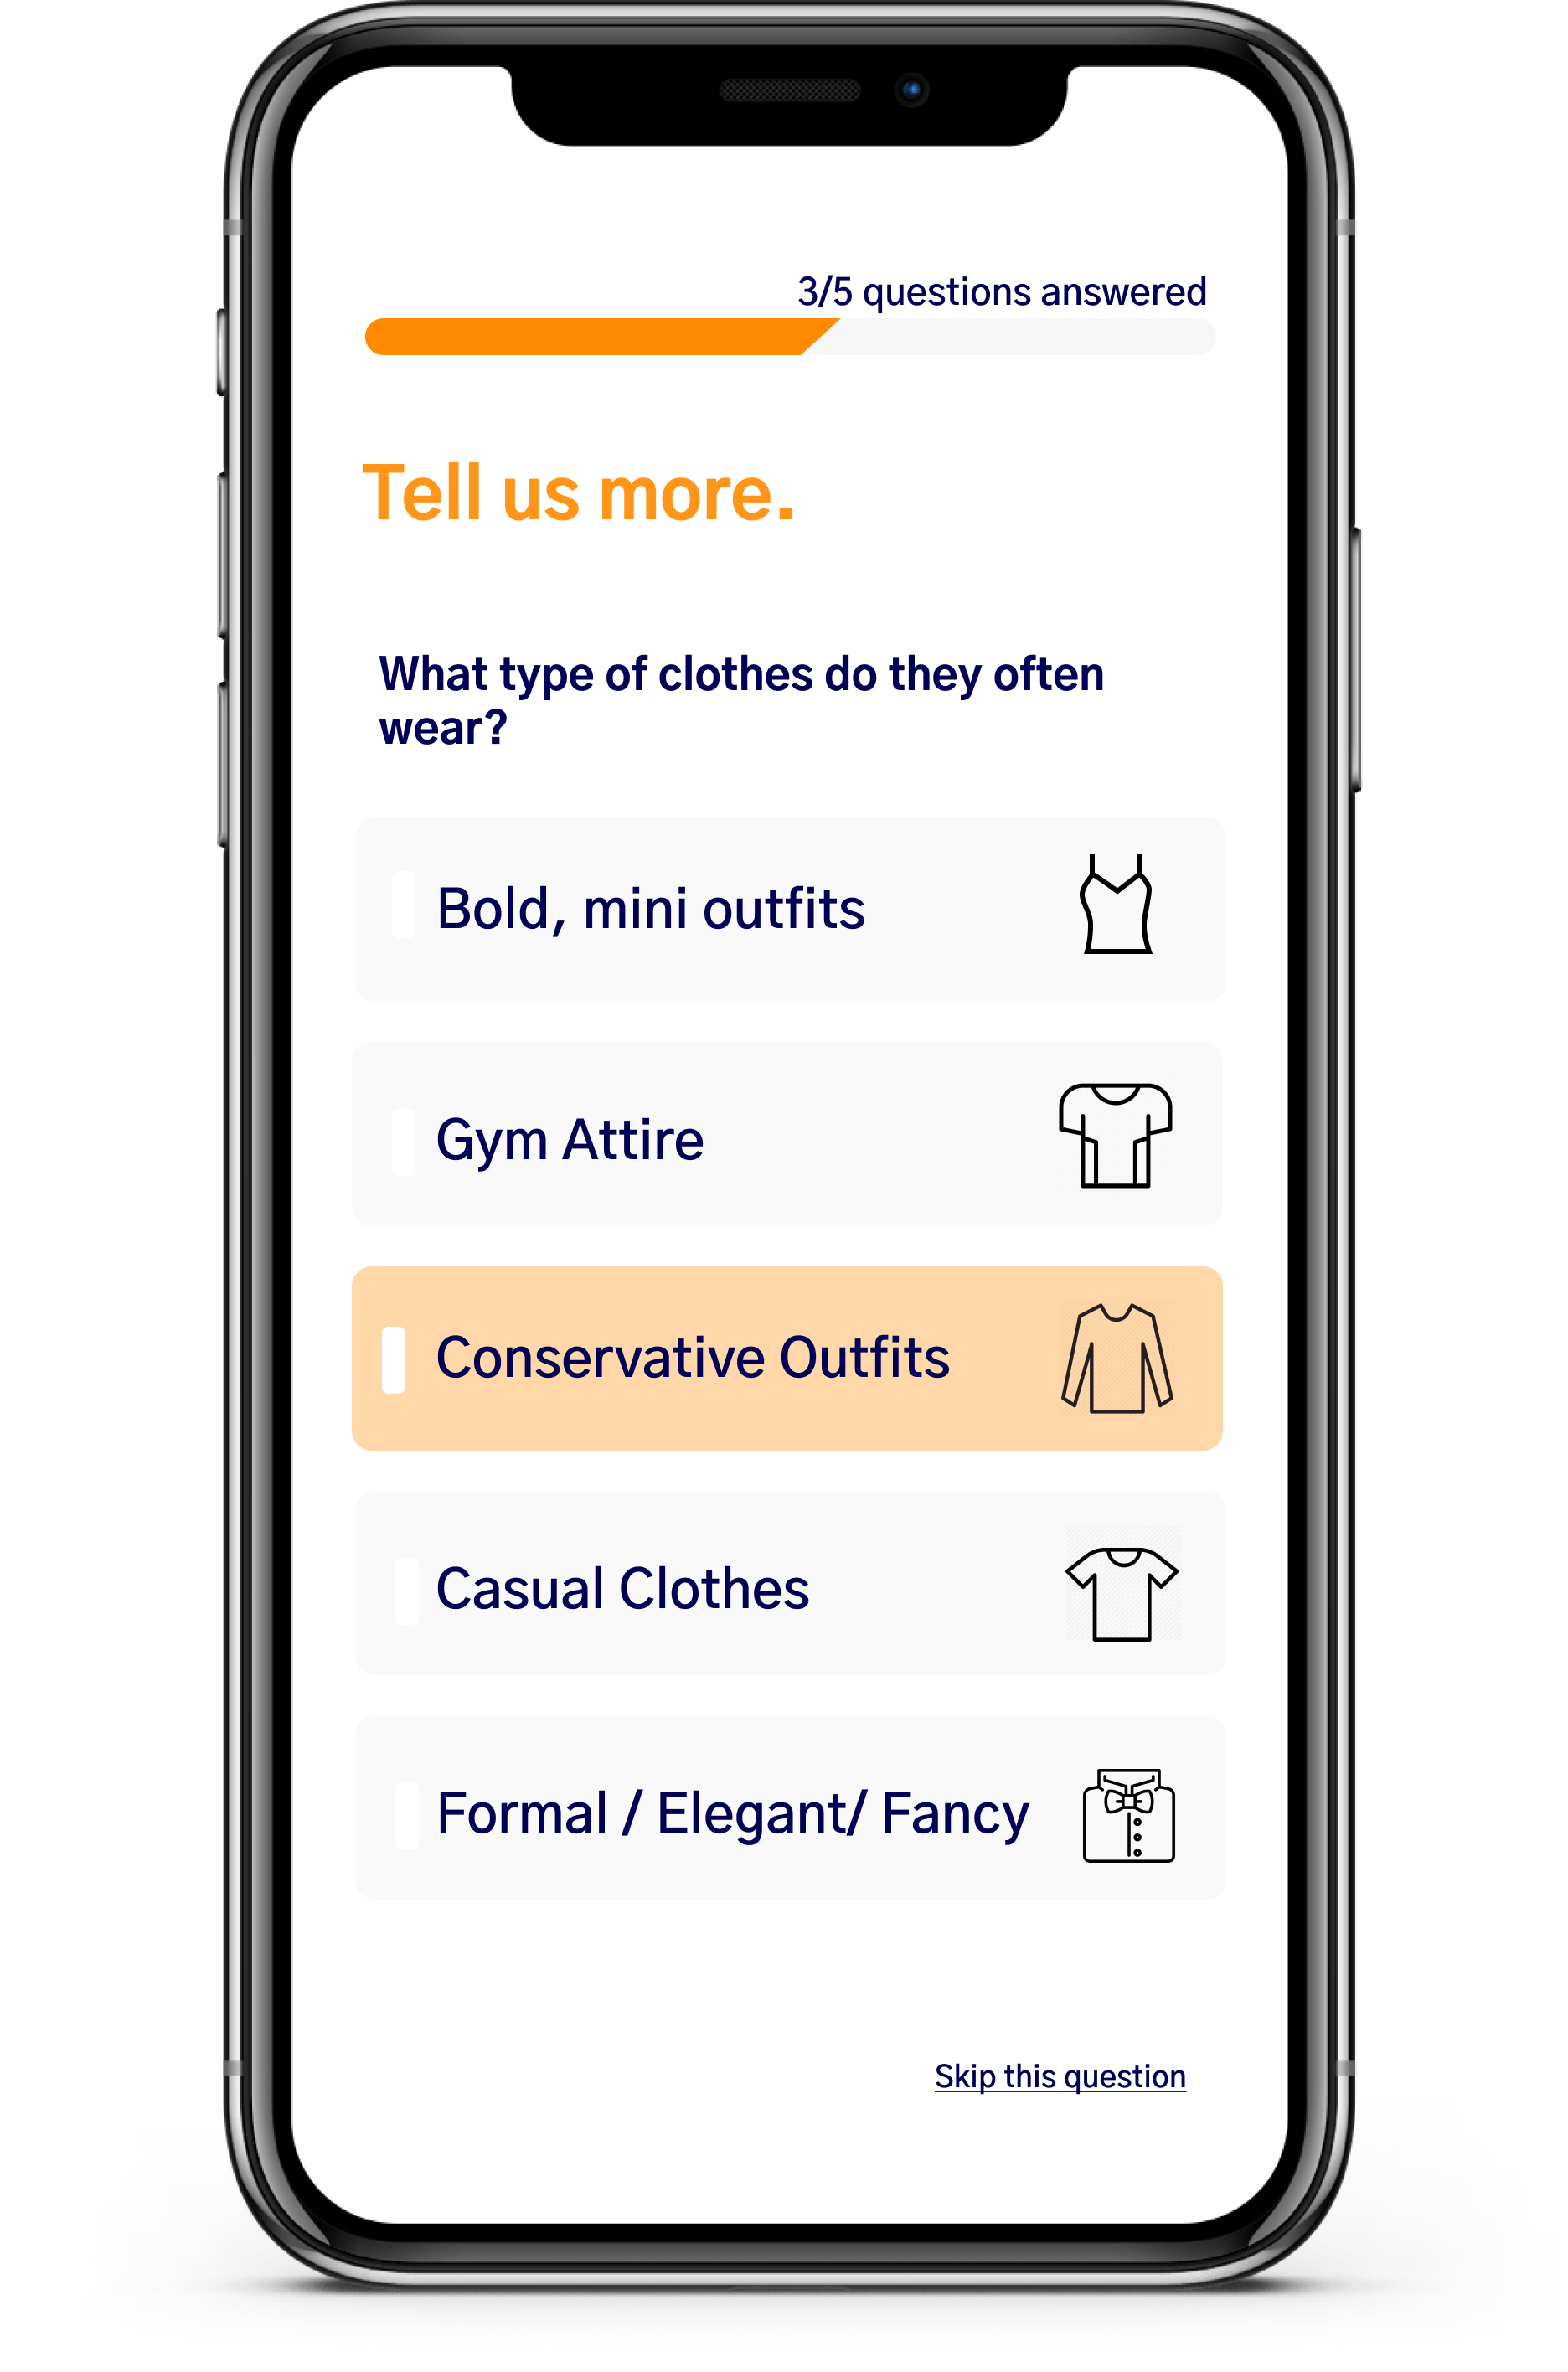 3/5 questions answered
Tell us more.
What type of clothes do they often
wear?
Bold, mini outfits
Gym Attire
Conservative Outfits
Casual Clothes
Formal / Elegant/ Fancy
Skip this question